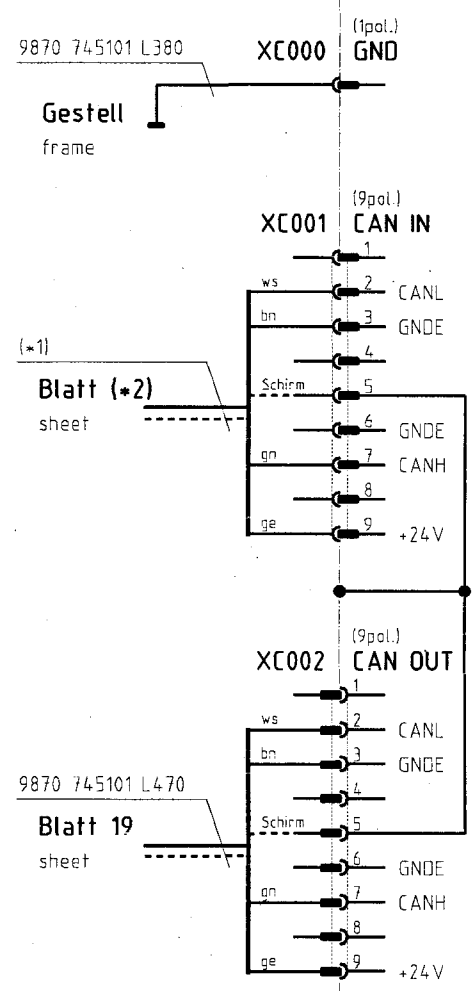 (1pol.)
9870 745101 L380 XC000 GND
Gestell
frame
(9pol.)
XC001 CAN IN
1
ws 2 CANL
bn 3 GNDE
(*1) 4
Blatt (*2) Schirm 5
sheet 6 GNDE
gn 7 CANH
8
ge 9 +24V
(9pol.)
XC002 CAN OUT
1
ws 2 CANL
bn 3 GNDE
9870 745101 L470 4
Blatt 19 Schirm 5
sheet 6 GNDE
gn 7 CANH
8
ge 9 +24V